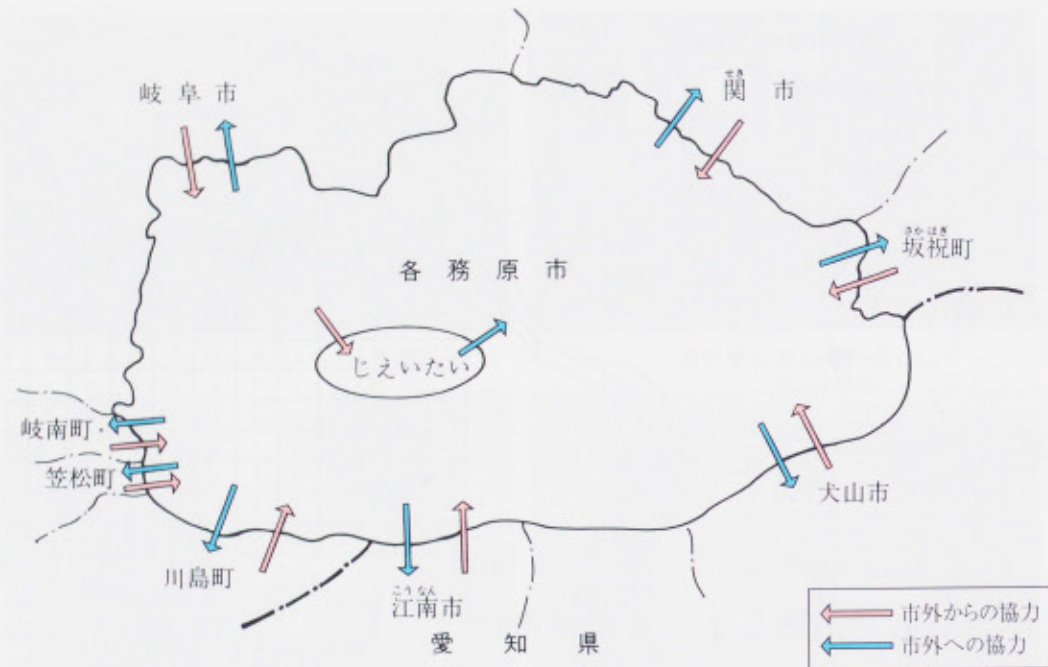 岐阜市
せき
関市
さかほぎ
坂祝町
各務原市
じえいたい
岐南町
笠松町
犬山市
川島町
こうなん
江南市
愛知県
市外からの協力
市外への協力